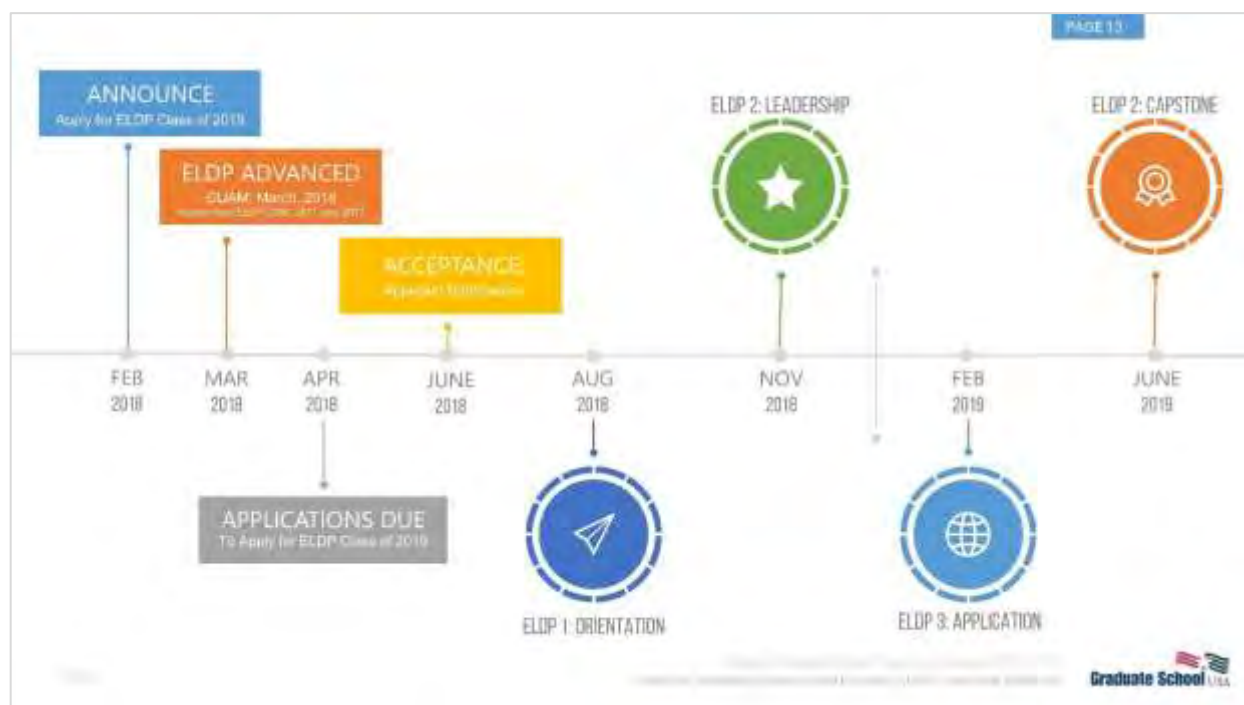 PAGE 13
ANNOUNCE
Apply for ELDP Class of 2019
ELDP ADVANCED
GUAM: March, 2018
ACCEPTANCE
Applicant Notifications
ELDP 2: LEADERSHIP
ELDP 2: CAPSTONE
FEB
2018
MAR
2018
APR
2018
JUNE
2018
AUG
2018
NOV
2018
FEB
2019
JUNE
2019
APPLICATIONS DUE
To Apply for ELDP Class of 2019
ELDP 1: ORIENTATION
ELDP 3: APPLICATION
Graduate School USA